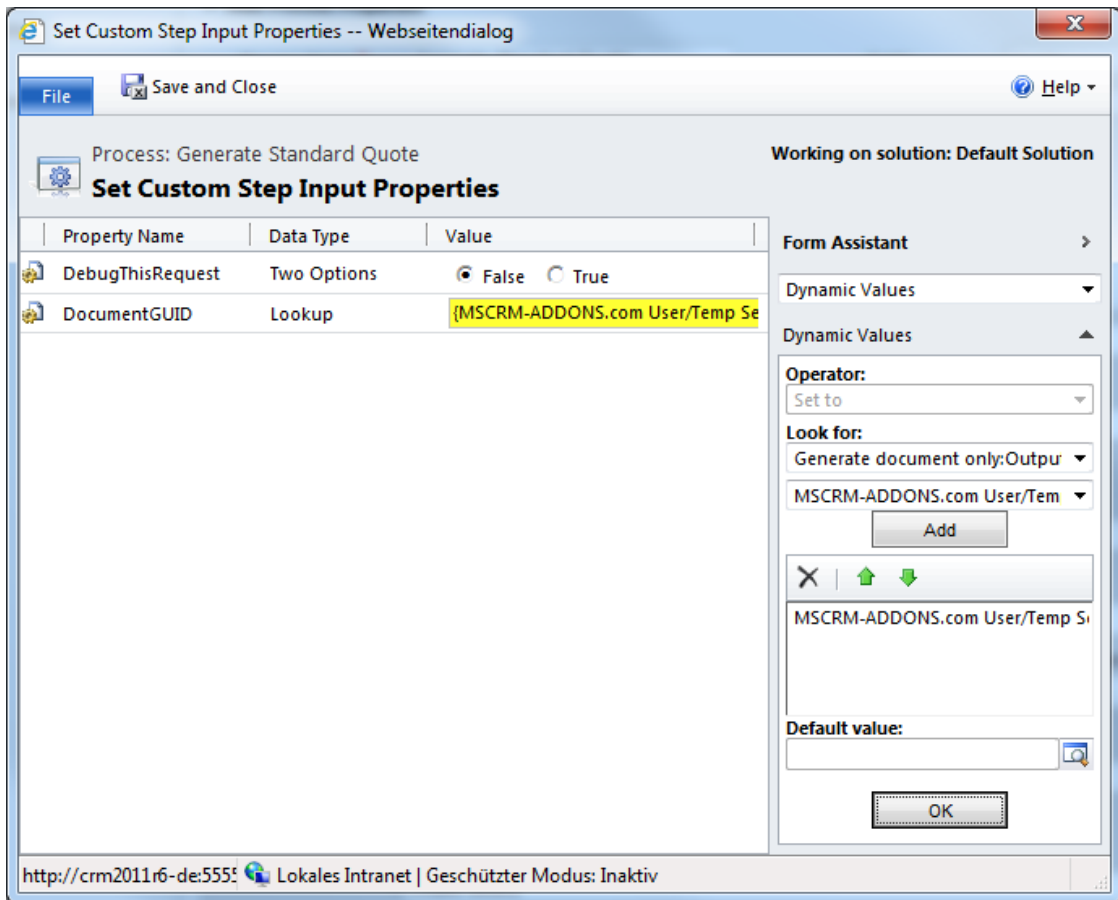 Set Custom Step Input Properties -- Webseitendialog
File
Save and Close
Help
Process: Generate Standard Quote
Set Custom Step Input Properties
Working on solution: Default Solution
Property Name Data Type Value
DebugThisRequest Two Options False True
DocumentGUID Lookup {MSCRM-ADDONS.com User/Temp Se
Form Assistant
Dynamic Values
Dynamic Values
Operator:
Set to
Look for:
Generate document only:Outpu
MSCRM-ADDONS.com User/Tem
Add
MSCRM-ADDONS.com User/Temp S
Default value:
OK
http://crm2011r6-de:5555 Lokales Intranet | Geschützter Modus: Inaktiv